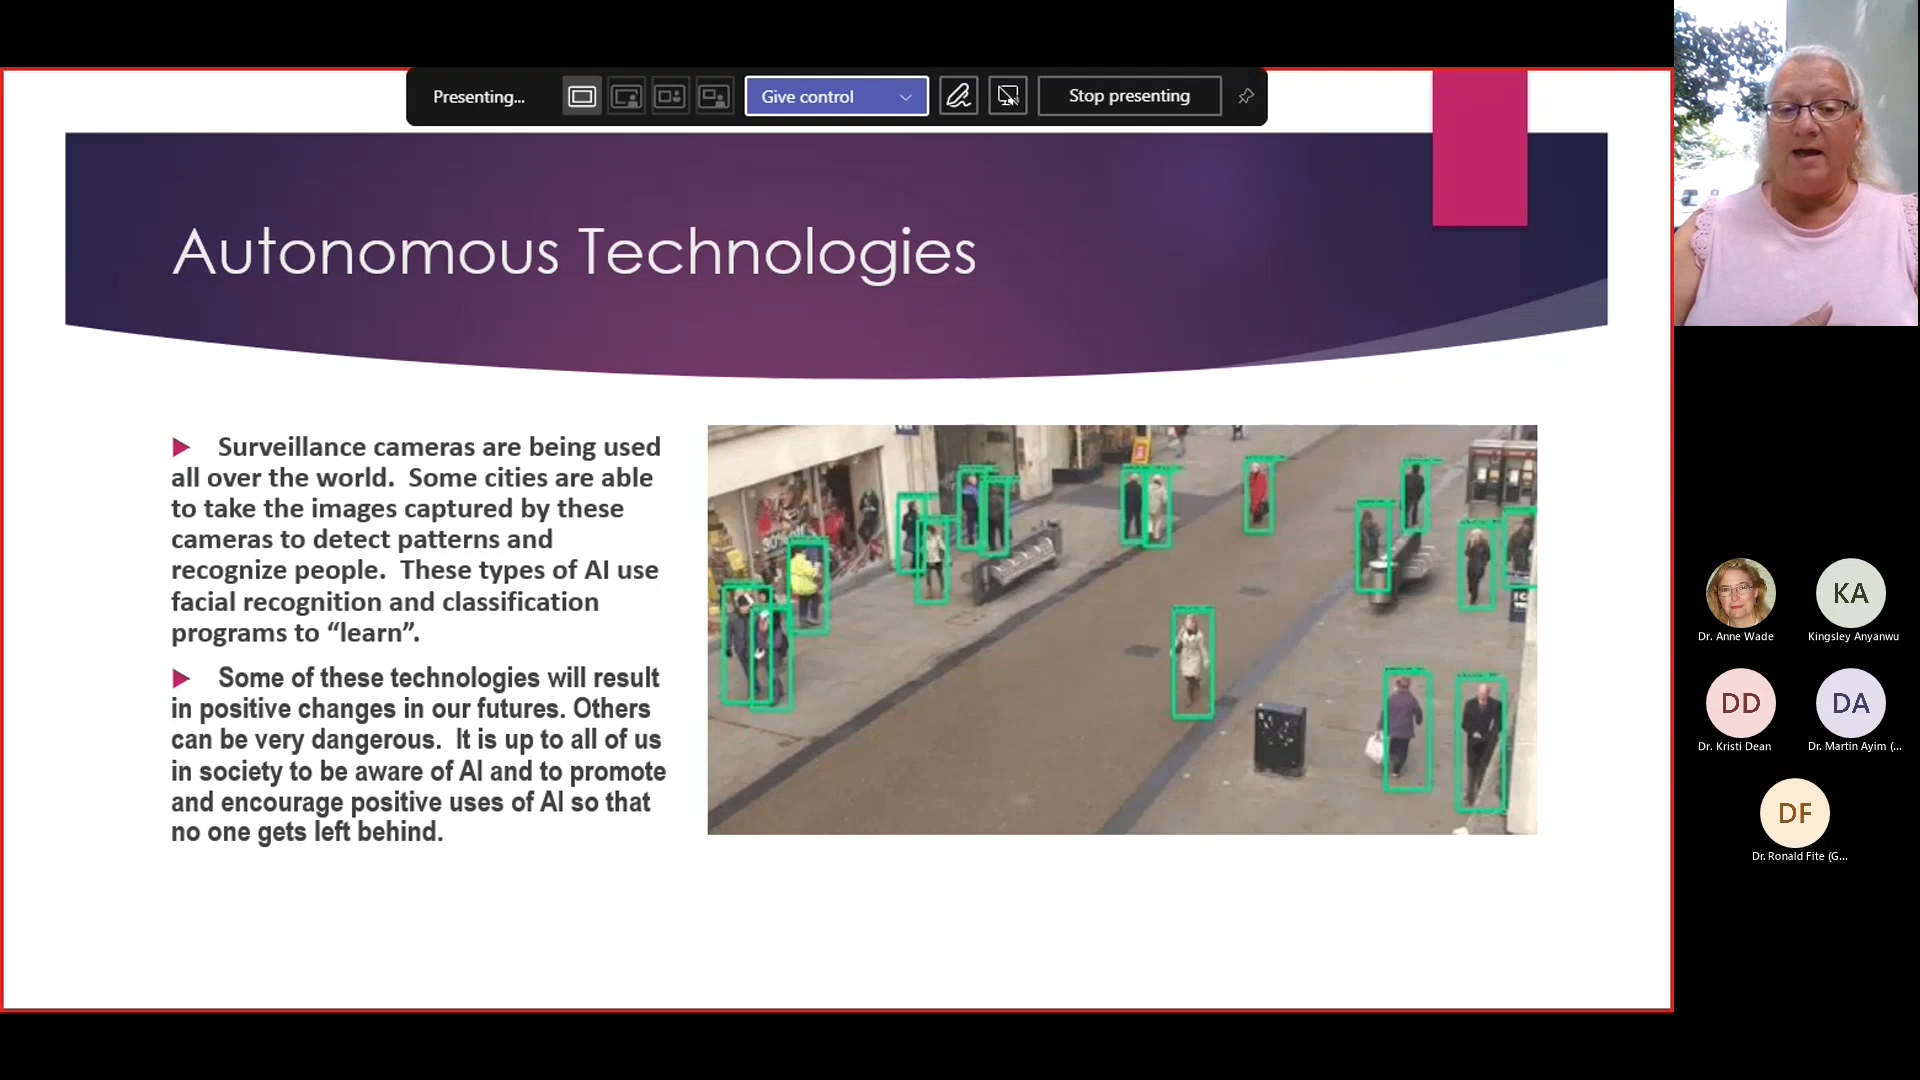 Presenting...
Give control
Stop presenting
Autonomous Technologies
Surveillance cameras are being used
all over the world.  Some cities are able
to take the images captured by these
cameras to detect patterns and
recognize people.  These types of AI use
facial recognition and classification
programs to “learn”.
Some of these technologies will result
in positive changes in our futures. Others
can be very dangerous.  It is up to all of us
in society to be aware of AI and to promote
and encourage positive uses of AI so that
no one gets left behind.
KA
Dr. Anne Wade
Kingsley Anyanwu
DD
DA
Dr. Kristi Dean
Dr. Martin Ayim (...
DF
Dr. Ronald Fite (G...